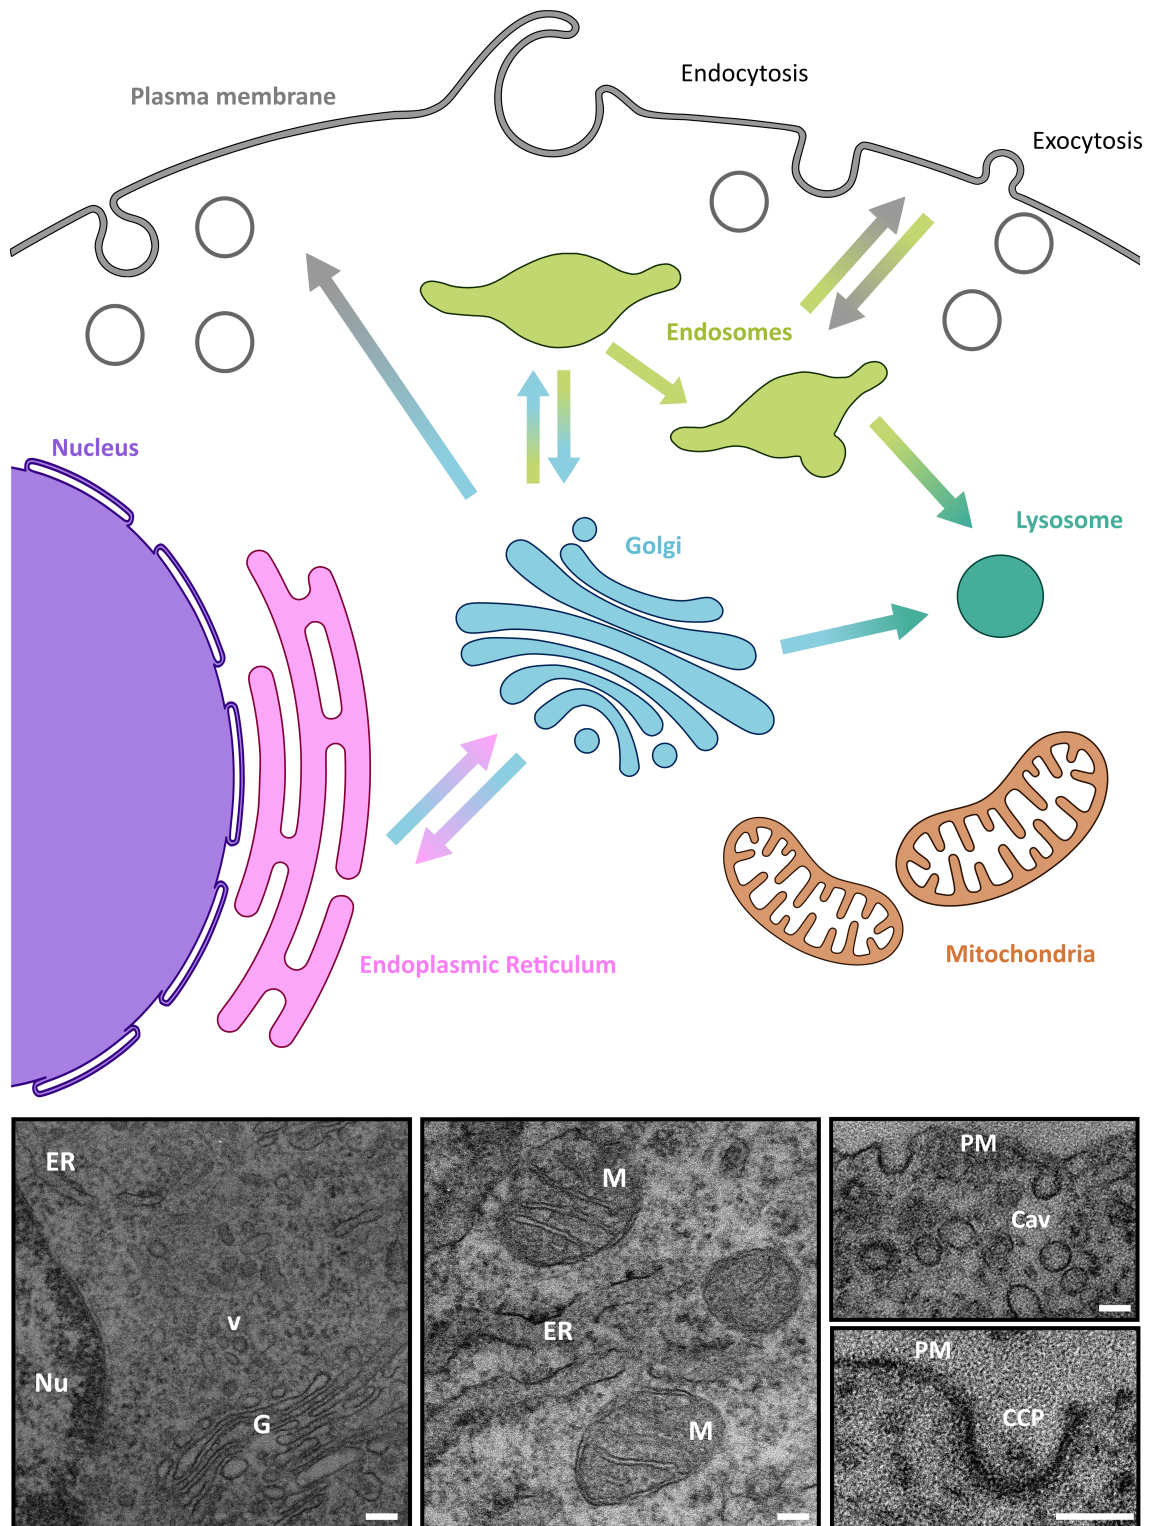 Endocytosis
Plasma membrane
Exocytosis
Endosomes
Nucleus
Lysosome
Golgi
Mitochondria
Endoplasmic Reticulum
ER
v
Nu
G
M
ER
M
PM
Cav
PM
CCP